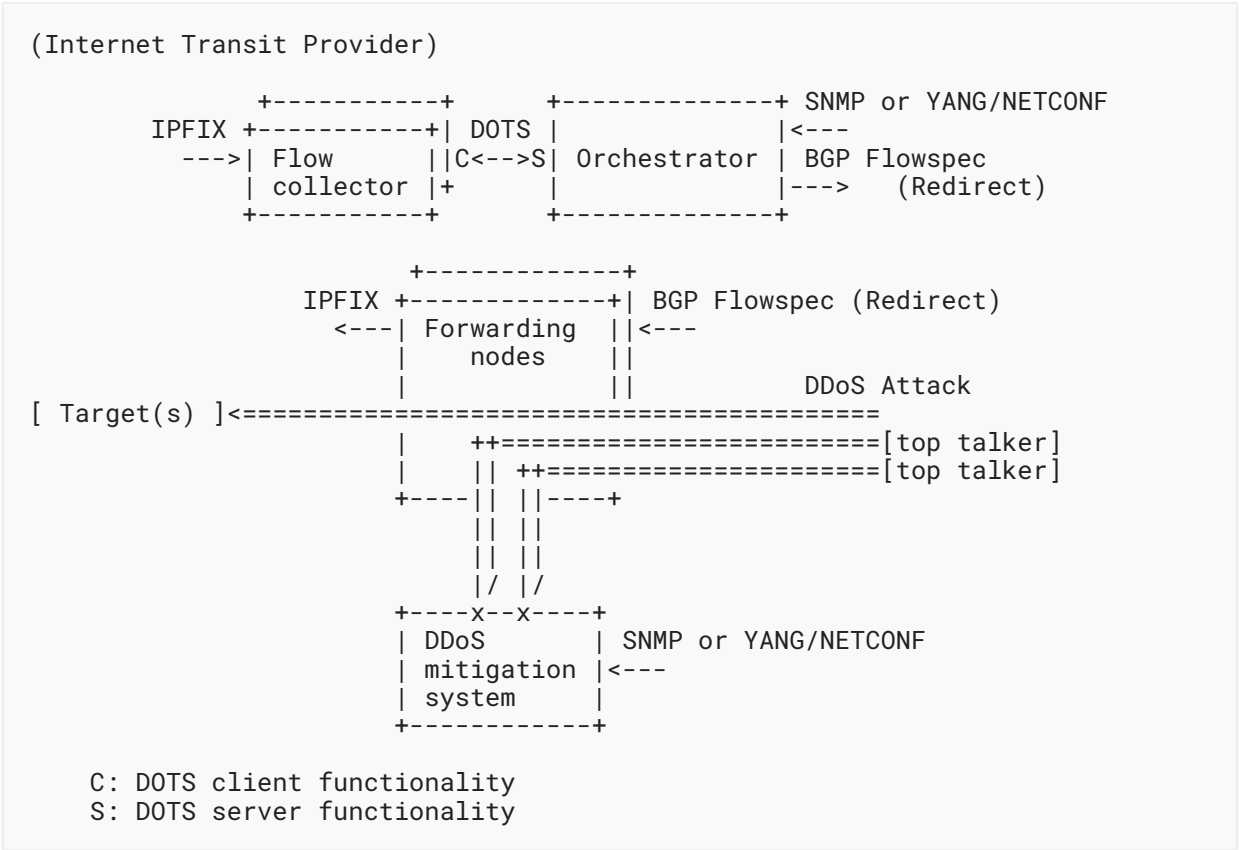 (Internet Transit Provider)

               +-----------+      +--------------+ SNMP or YANG/NETCONF
        IPFIX +-----------+| DOTS |              |<---
          --->| Flow      ||C<-->S| Orchestrator | BGP Flowspec
              | collector |+      |              |--->   (Redirect)
              +-----------+       +--------------+

                         +-------------+
                  IPFIX +-------------+| BGP Flowspec (Redirect)
                    <---| Forwarding  ||<---
                        |    nodes    ||
                        |             ||           DDoS Attack
[ Target(s) ]<==========================================
                        |    ++=========================[top talker]
                        |    || ++======================[top talker]
                        +----|| ||----+
                             || ||
                             || ||
                             |/ |/
                        +----x--x----+
                        | DDoS       | SNMP or YANG/NETCONF
                        | mitigation |<---
                        | system     |
                        +------------+

    C: DOTS client functionality
    S: DOTS server functionality